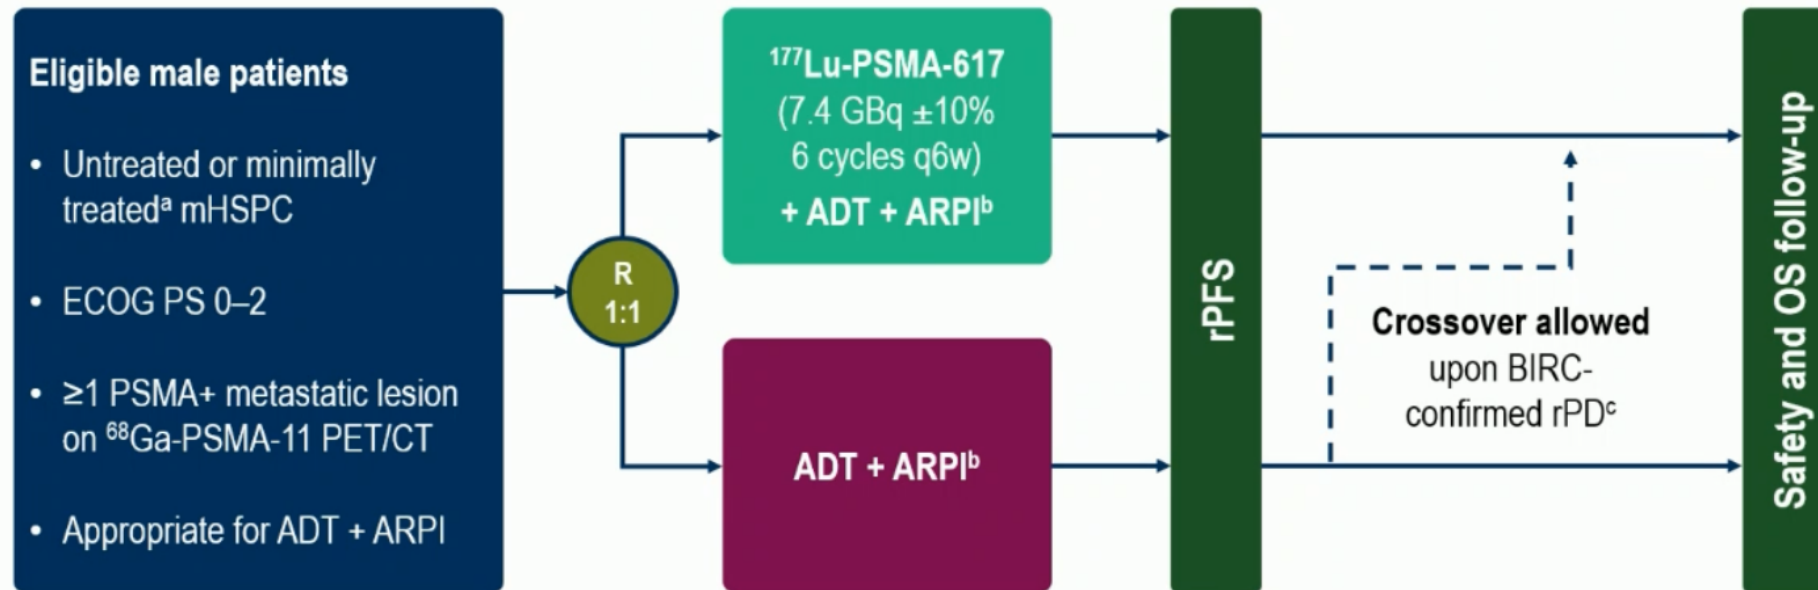 Eligible male patients
• Untreated or minimally
treatedᵃ mHSPC
• ECOG PS 0–2
• ≥1 PSMA+ metastatic lesion
on ⁶⁸Ga-PSMA-11 PET/CT
• Appropriate for ADT + ARPI
R
1:1
¹⁷⁷Lu-PSMA-617
(7.4 GBq ±10%
6 cycles q6w)
+ ADT + ARPIᵇ
ADT + ARPIᵇ
rPFS
Crossover allowed
upon BIRC-
confirmed rPDᶜ
Safety and OS follow-up